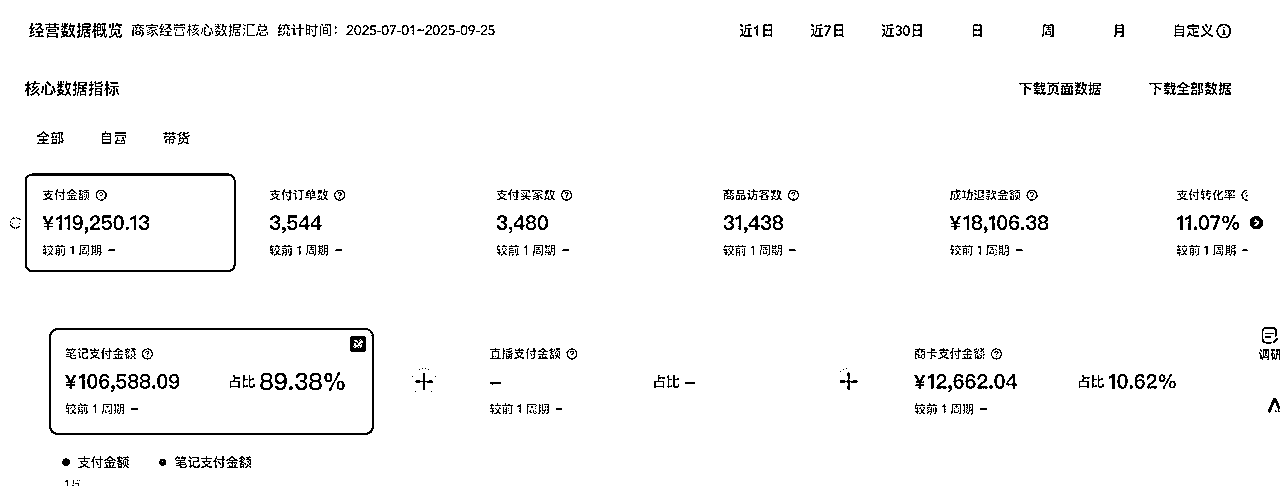 经营数据概览 商家经营核心数据汇总 统计时间：2025-07-01~2025-09-25 近1日 近7日 近30日 日 周 月 自定义
核心数据指标 下载页面数据 下载全部数据
全部 自营 带货
支付金额 支付订单数 支付买家数 商品访客数 成功退款金额 支付转化率
¥119,250.13 3,544 3,480 31,438 ¥18,106.38 11.07%
较前1周期 - 较前1周期 - 较前1周期 - 较前1周期 - 较前1周期 - 较前1周期 -
笔记支付金额 直播支付金额 商卡支付金额
¥106,588.09 占比 89.38% + - 占比 - + ¥12,662.04 占比 10.62%
较前1周期 - 较前1周期 - 较前1周期 -
调研
支付金额 笔记支付金额